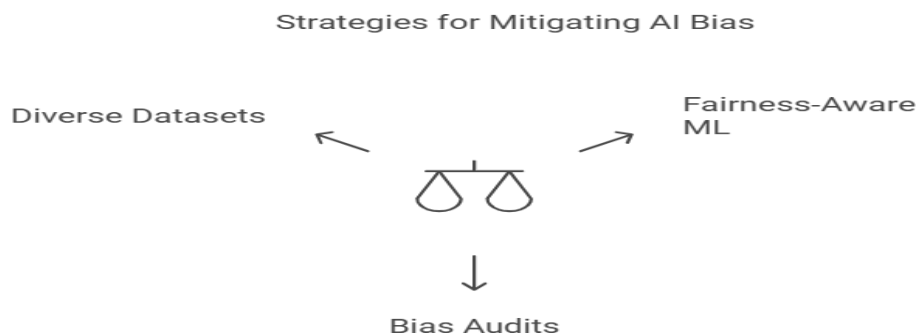 Strategies for Mitigating AI Bias
Diverse Datasets
Fairness-Aware
ML
Bias Audits